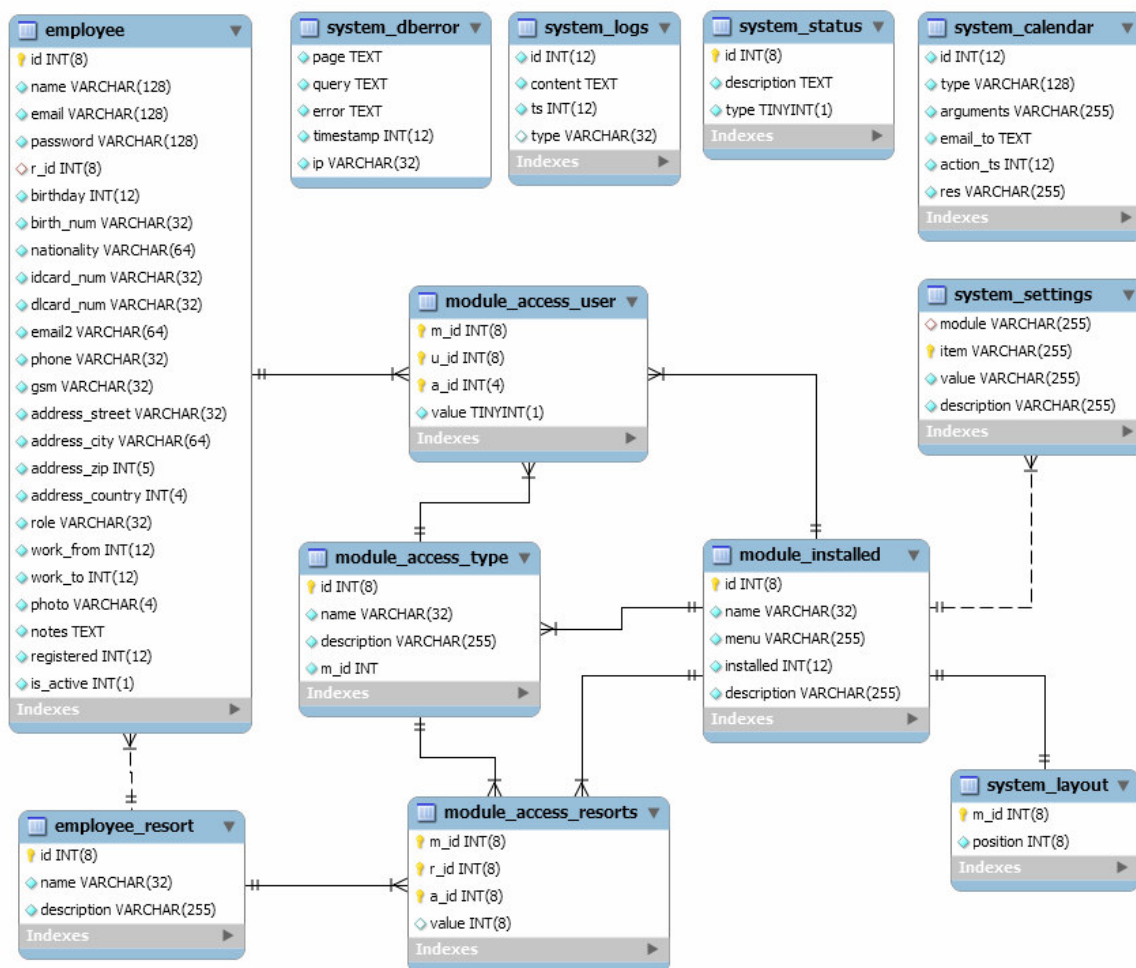 employee
id INT(8)
name VARCHAR(128)
email VARCHAR(128)
password VARCHAR(128)
r_id INT(8)
birthday INT(12)
birth_num VARCHAR(32)
nationality VARCHAR(64)
idcard_num VARCHAR(32)
dlcard_num VARCHAR(32)
email2 VARCHAR(64)
phone VARCHAR(32)
gsm VARCHAR(32)
address_street VARCHAR(32)
address_city VARCHAR(64)
address_zip INT(5)
address_country INT(4)
role VARCHAR(32)
work_from INT(12)
work_to INT(12)
photo VARCHAR(4)
notes TEXT
registered INT(12)
is_active INT(1)
Indexes
system_dberror
page TEXT
query TEXT
error TEXT
timestamp INT(12)
ip VARCHAR(32)
system_logs
id INT(12)
content TEXT
ts INT(12)
type VARCHAR(32)
Indexes
system_status
id INT(8)
description TEXT
type TINYINT(1)
Indexes
system_calendar
id INT(12)
type VARCHAR(128)
arguments VARCHAR(255)
email_to TEXT
action_ts INT(12)
res VARCHAR(255)
Indexes
module_access_user
m_id INT(8)
u_id INT(8)
a_id INT(4)
value TINYINT(1)
Indexes
system_settings
module VARCHAR(255)
item VARCHAR(255)
value VARCHAR(255)
description VARCHAR(255)
Indexes
module_access_type
id INT(8)
name VARCHAR(32)
description VARCHAR(255)
m_id INT
Indexes
module_installed
id INT(8)
name VARCHAR(32)
menu VARCHAR(255)
installed INT(12)
description VARCHAR(255)
Indexes
employee_resort
id INT(8)
name VARCHAR(32)
description VARCHAR(255)
Indexes
module_access_resorts
m_id INT(8)
r_id INT(8)
a_id INT(8)
value INT(8)
Indexes
system_layout
m_id INT(8)
position INT(8)
Indexes